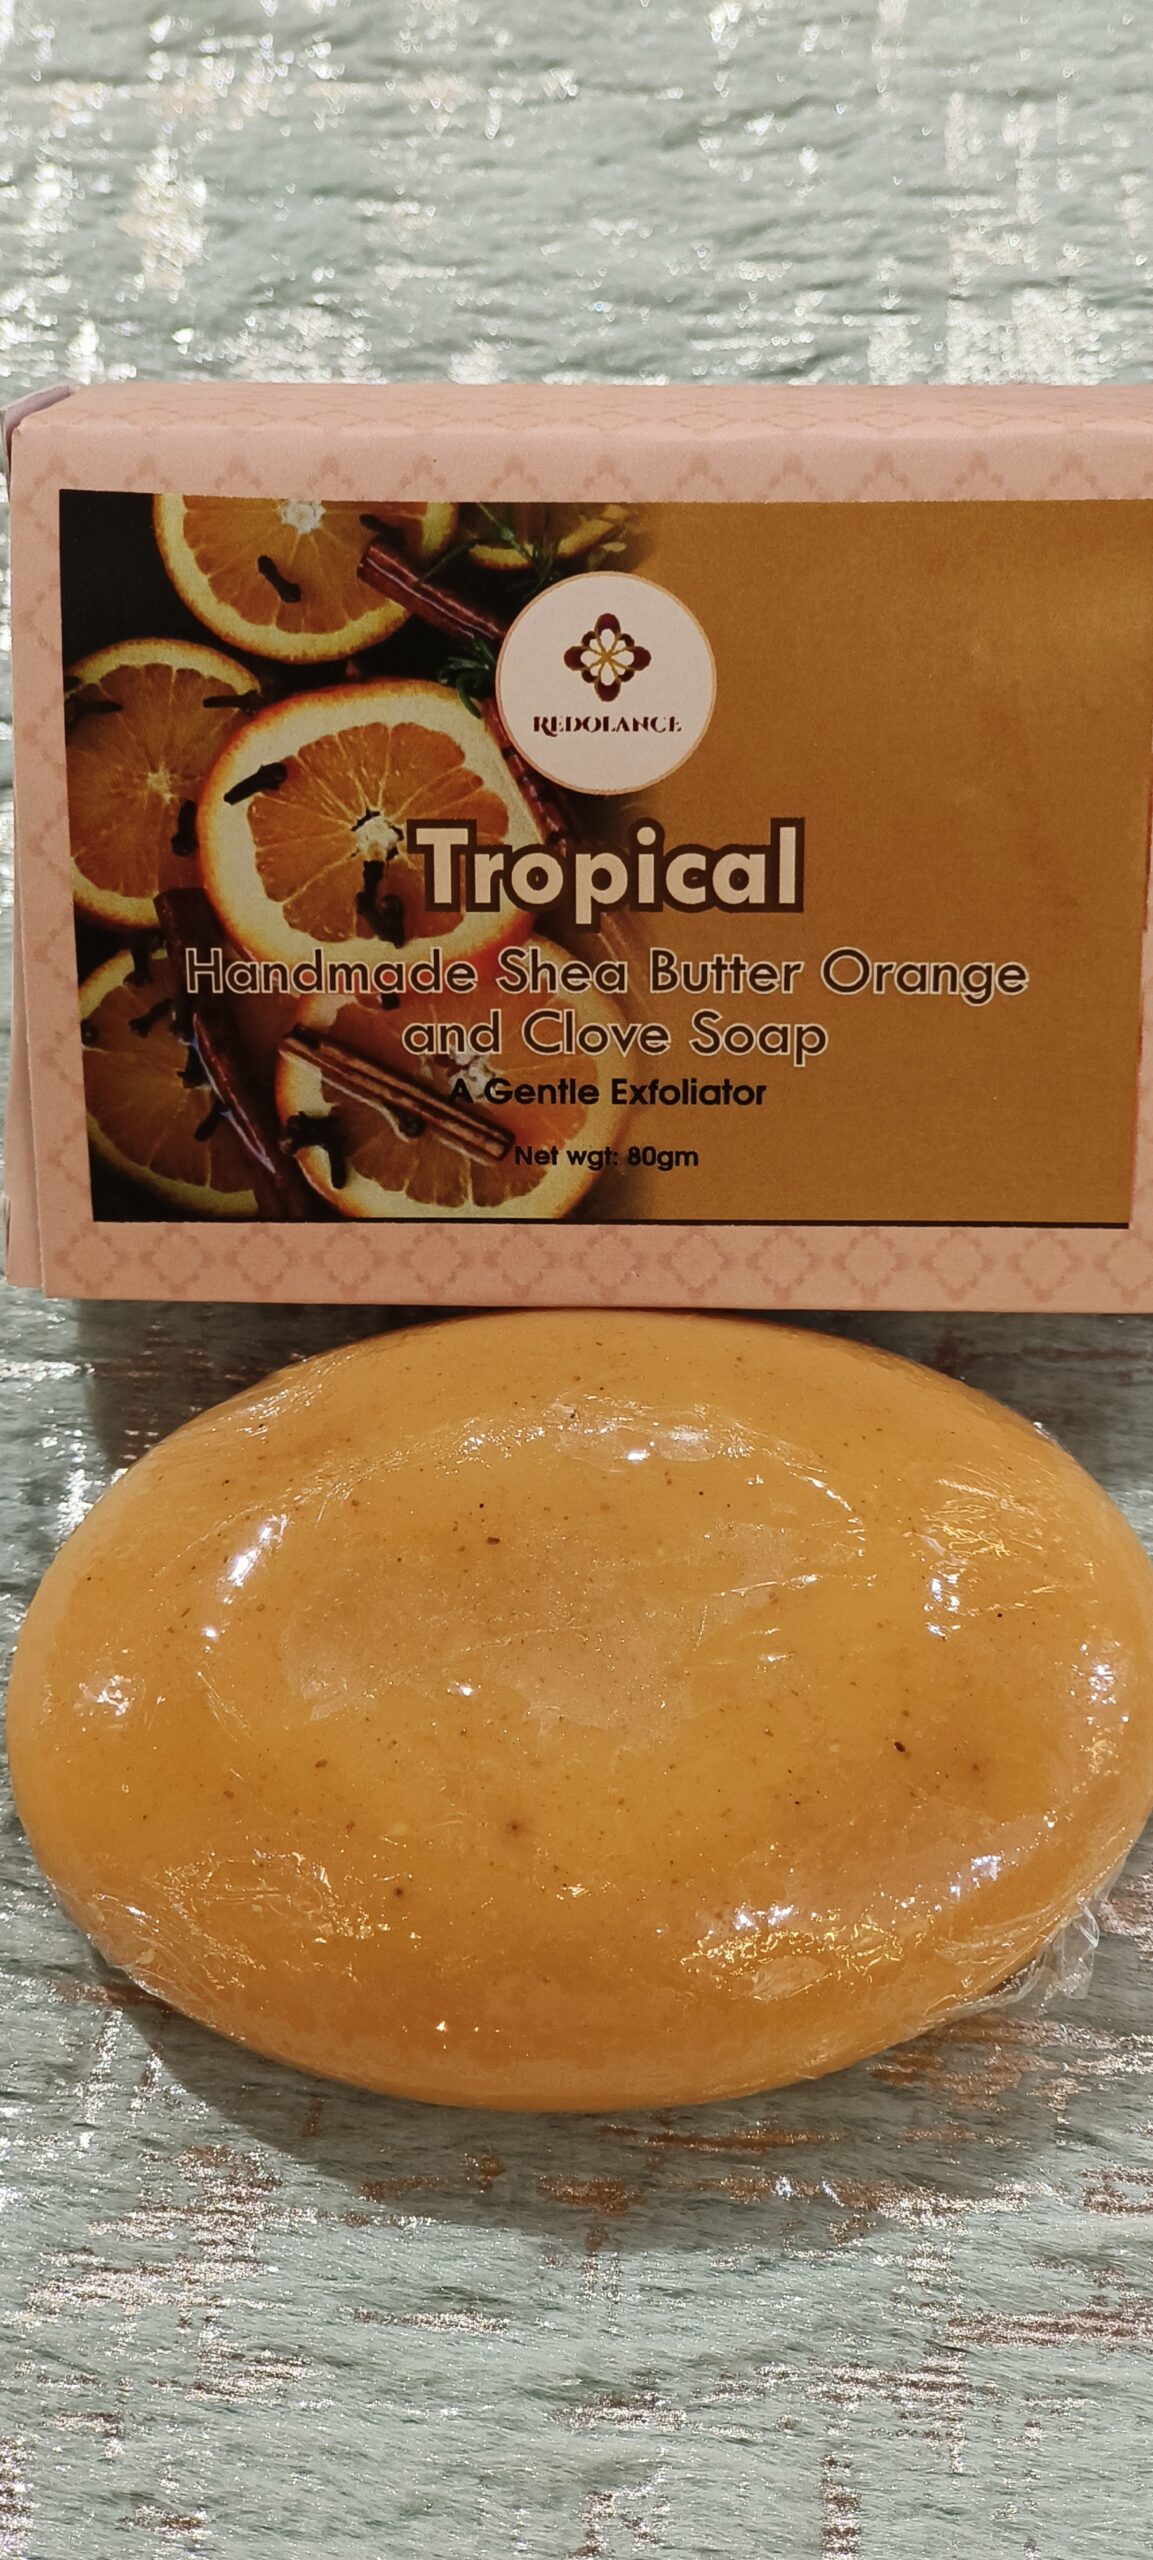 REDOLANCE
Tropical
Handmade Shea Butter Orange
and Clove Soap
A Gentle Exfoliator
Net wgt: 80gm